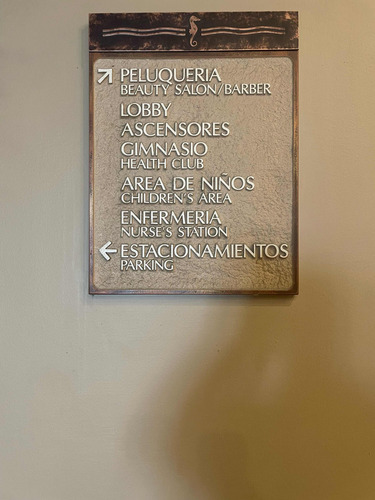 PELUQUERIA
BEAUTY SALON/BARBER
LOBBY
ASCENSORES
GIMNASIO
HEALTH CLUB
AREA DE NIÑOS
CHILDREN'S AREA
ENFERMERIA
NURSE'S STATION
ESTACIONAMIENTOS
PARKING